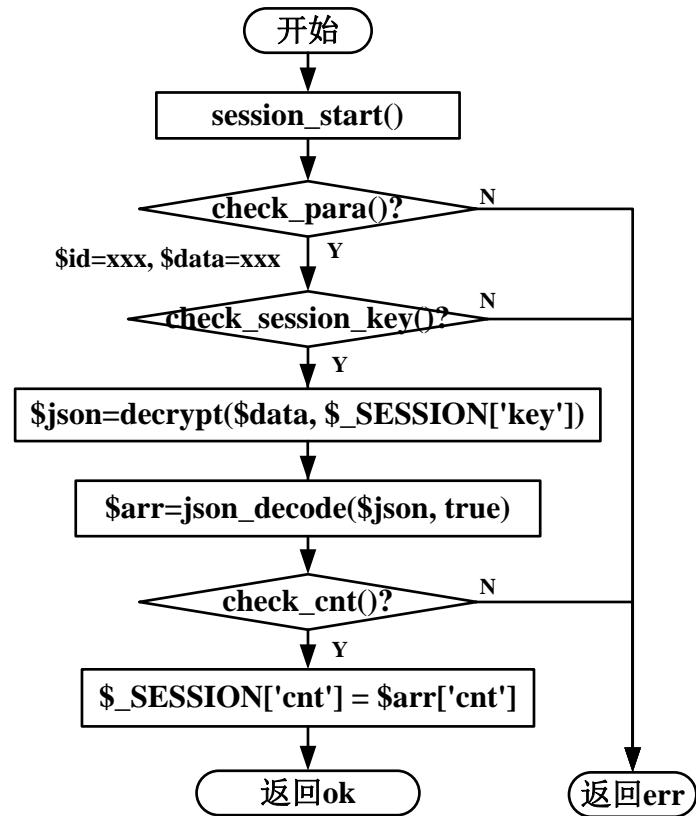 开始
session_start()
check_para()?
N
Y
$id=xxx, $data=xxx
check_session_key()?
N
Y
$json=decrypt($data, $_SESSION['key'])
$arr=json_decode($json, true)
check_cnt()?
N
Y
$_SESSION['cnt'] = $arr['cnt']
返回ok
返回err